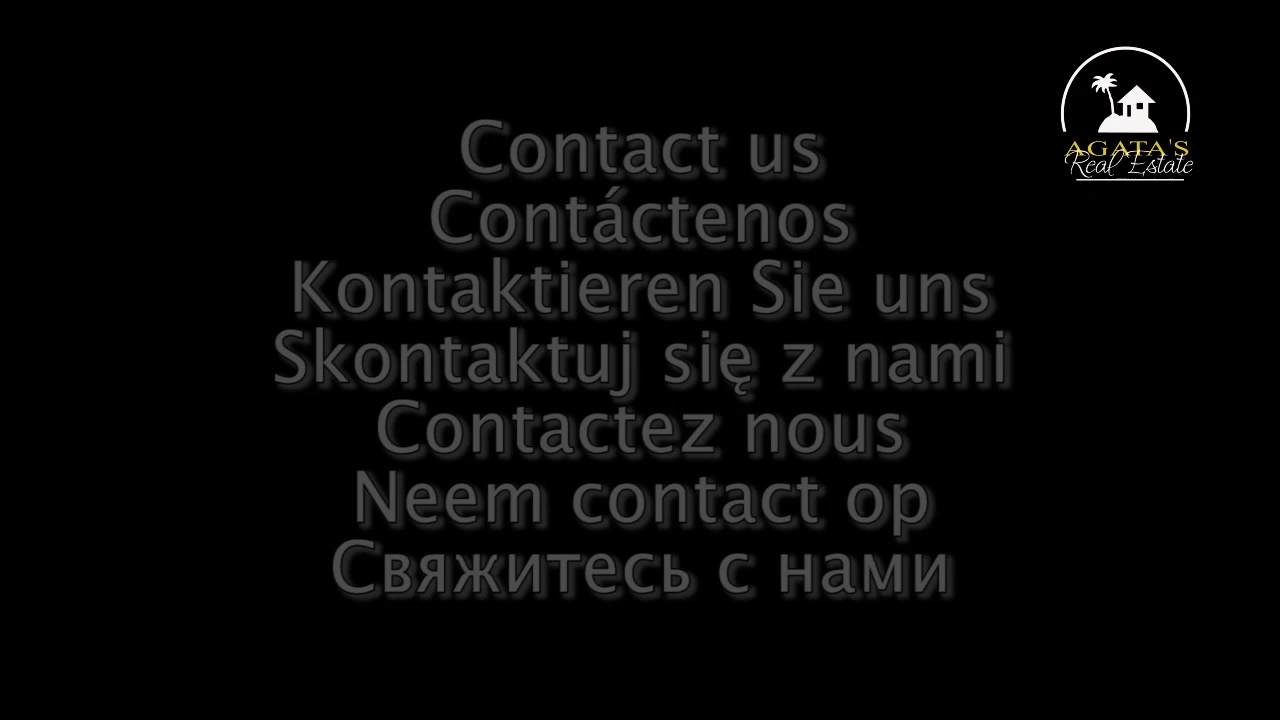 Contact us
Contáctenos
Kontaktieren Sie uns
Skontaktuj się z nami
Contactez nous
Neem contact op
Свяжитесь с нами
AGATA'S
Real Estate